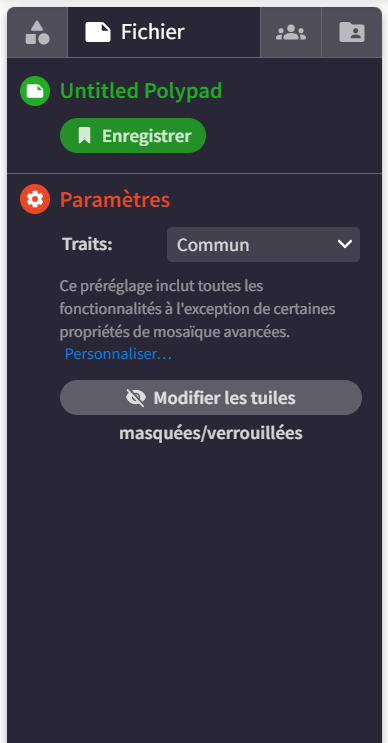 Fichier
Untitled Polypad
Enregistrer
Paramètres
Traits: Commun
Ce préréglage inclut toutes les
fonctionnalités à l'exception de certaines
propriétés de mosaïque avancées.
Personnaliser…
Modifier les tuiles
masquées/verrouillées